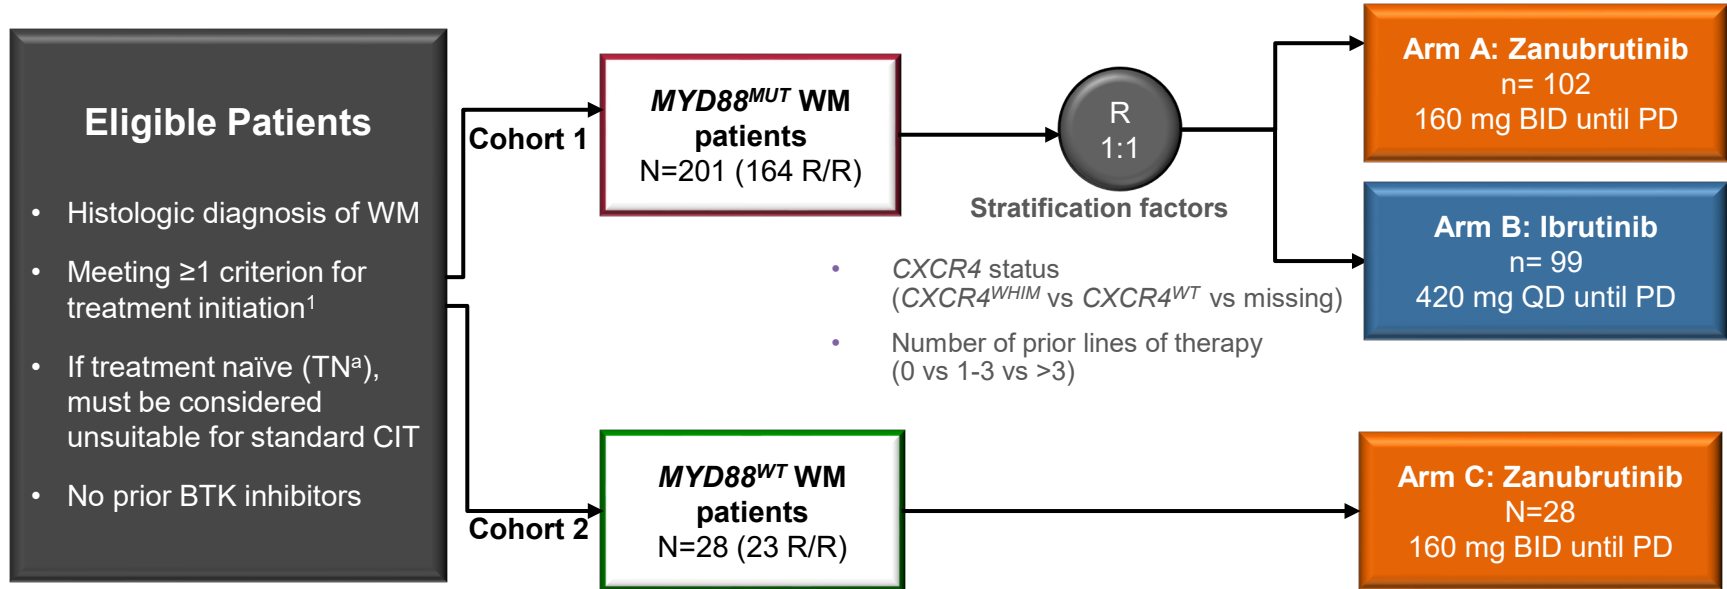 Eligible Patients
• Histologic diagnosis of WM
• Meeting ≥1 criterion for
treatment initiation¹
• If treatment naïve (TNᵃ),
must be considered
unsuitable for standard CIT
• No prior BTK inhibitors
Cohort 1
MYD88ᴹᵁᵀ WM
patients
N=201 (164 R/R)
R
1:1
Stratification factors
• CXCR4 status
(CXCR4ᵂᴴᴵᴹ vs CXCR4ᵂᵀ vs missing)
• Number of prior lines of therapy
(0 vs 1-3 vs >3)
Arm A: Zanubrutinib
n= 102
160 mg BID until PD
Arm B: Ibrutinib
n= 99
420 mg QD until PD
Cohort 2
MYD88ᵂᵀ WM
patients
N=28 (23 R/R)
Arm C: Zanubrutinib
N=28
160 mg BID until PD